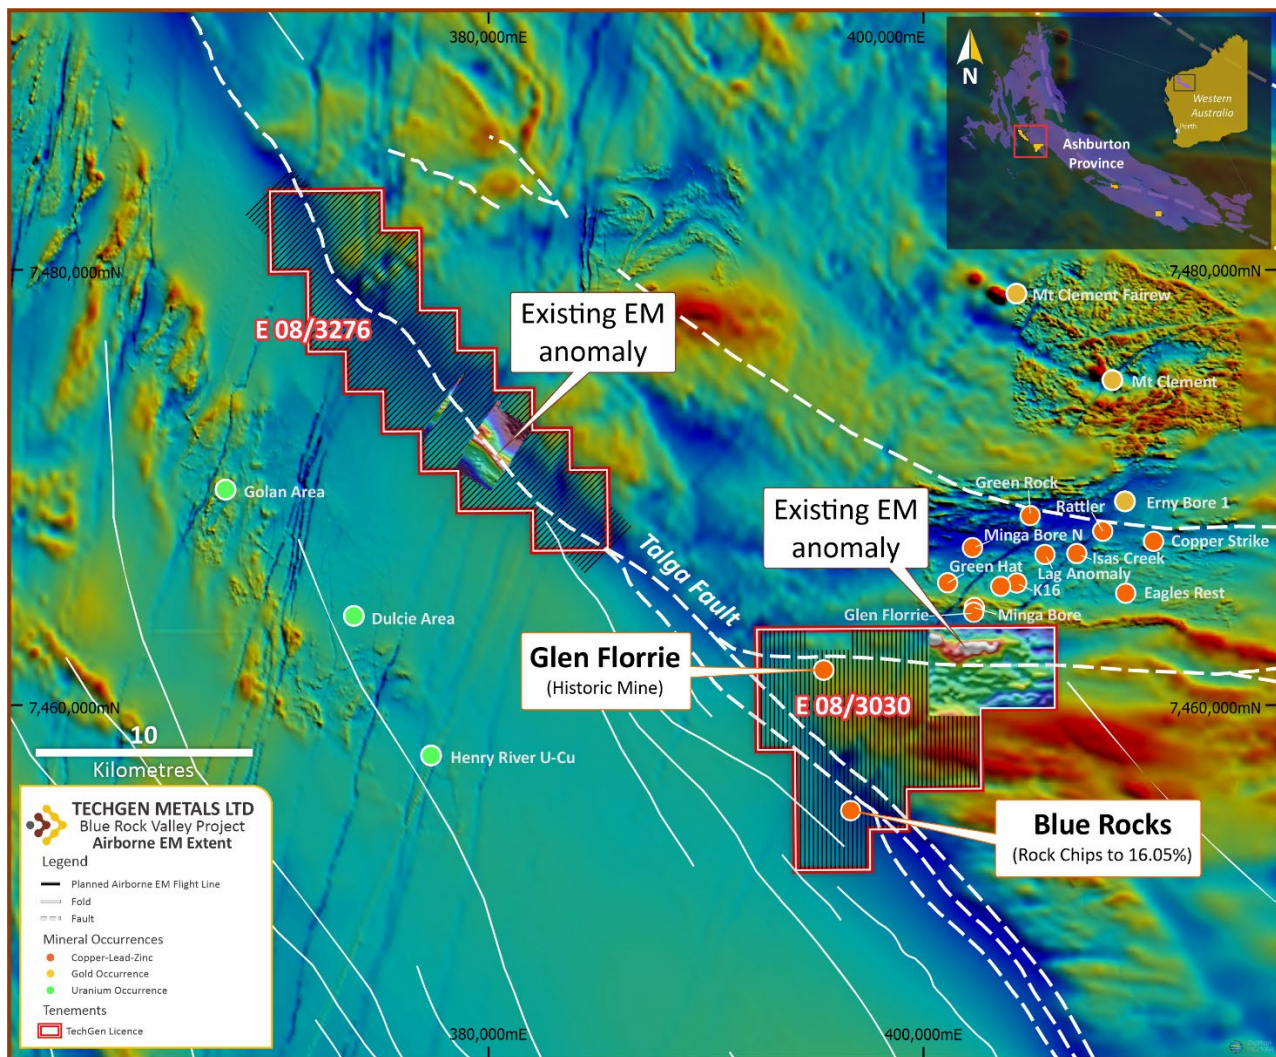 380,000mE
400,000mE
N
Western
Australia
Perth
Ashburton
Province
7,480,000mN
7,480,000mN
Mt Clement Fairew
E 08/3276
Existing EM
anomaly
Mt Clement
Golan Area
Green Rock
Rattler
Erny Bore 1
Existing EM
anomaly
Minga Bore N
Copper Strike
Isas Creek
Lag Anomaly
Green Hat
K16
Eagles Rest
Talga Fault
Glen Florrie
Minga Bore
Dulcie Area
Glen Florrie
(Historic Mine)
E 08/3030
7,460,000mN
7,460,000mN
10
Kilometres
Henry River U-Cu
Blue Rocks
(Rock Chips to 16.05%)
TECHGEN METALS LTD
Blue Rock Valley Project
Airborne EM Extent
Legend
Planned Airborne EM Flight Line
Fold
Fault
Mineral Occurrences
Copper-Lead-Zinc
Gold Occurrence
Uranium Occurrence
Tenements
TechGen Licence
380,000mE
400,000mE